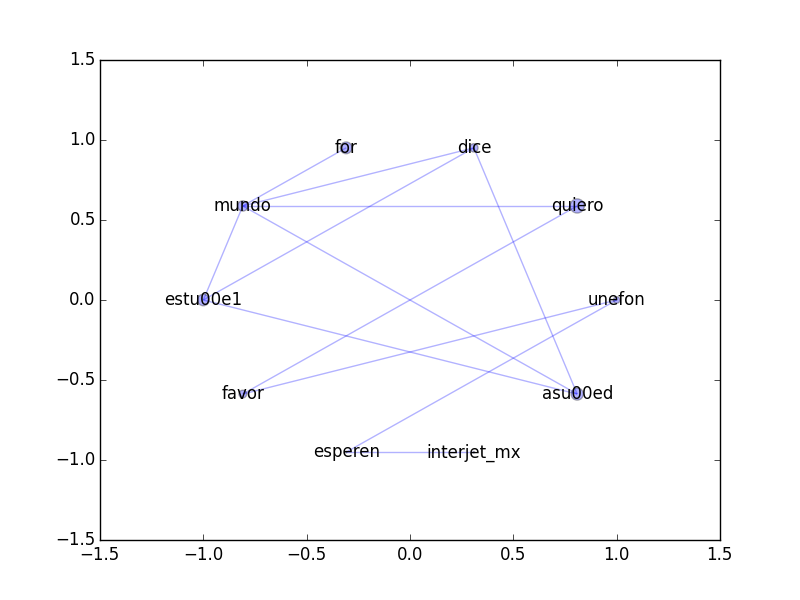 1.5
for dice
1.0
mundo quiero
0.5
estu00e1 unefon
0.0
favor asu00ed
−0.5
esperen interjet_mx
−1.0
−1.5
−1.5 −1.0 −0.5 0.0 0.5 1.0 1.5